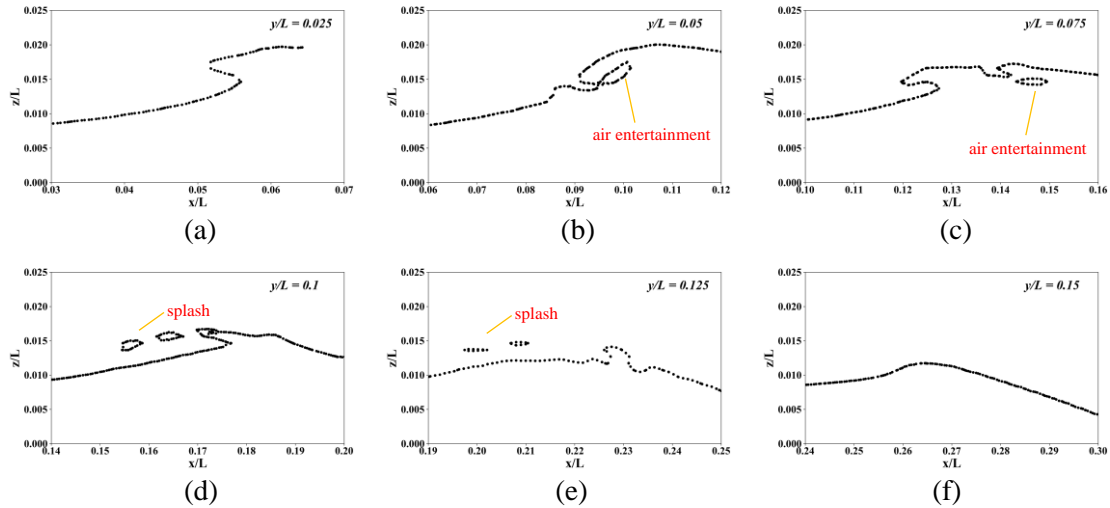 y/L = 0.025
0.025
0.020
0.015
0.010
0.005
0.000
z/L
0.03 0.04 0.05 0.06 0.07
x/L
(a)
y/L = 0.05
0.025
0.020
0.015
0.010
0.005
0.000
z/L
air entertainment
0.06 0.07 0.08 0.09 0.10 0.11 0.12
x/L
(b)
y/L = 0.075
0.025
0.020
0.015
0.010
0.005
0.000
z/L
air entertainment
0.10 0.11 0.12 0.13 0.14 0.15 0.16
x/L
(c)
y/L = 0.1
0.025
0.020
0.015
0.010
0.005
0.000
z/L
splash
0.14 0.15 0.16 0.17 0.18 0.19 0.20
x/L
(d)
y/L = 0.125
0.025
0.020
0.015
0.010
0.005
0.000
z/L
splash
0.19 0.20 0.21 0.22 0.23 0.24 0.25
x/L
(e)
y/L = 0.15
0.025
0.020
0.015
0.010
0.005
0.000
z/L
0.24 0.25 0.26 0.27 0.28 0.29 0.30
x/L
(f)